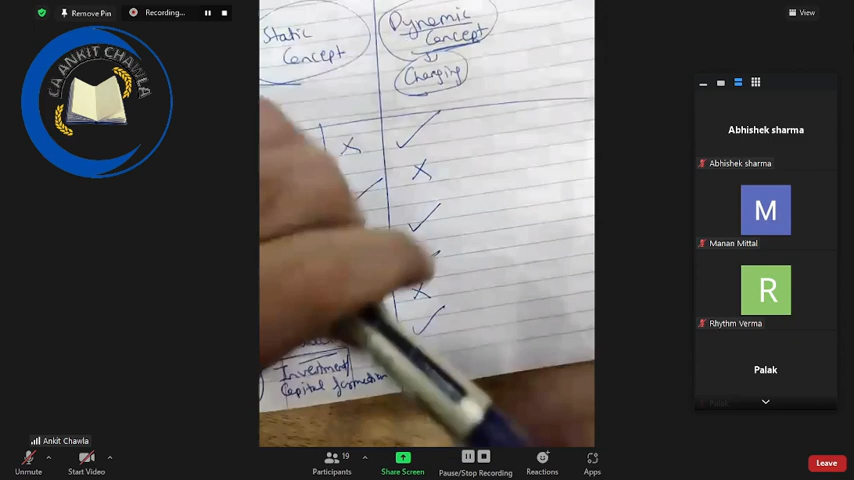 Remove Pin
Recording...
View
CA ANKIT CHAWLA
Static
Concept
Dynamic
Concept
Changing
Investment
Capital formation
Abhishek sharma
Abhishek sharma
M
Manan Mittal
R
Rhythm Verma
Palak
Palak
Ankit Chawla
Unmute
Start Video
19
Participants
Share Screen
Pause/Stop Recording
Reactions
Apps
Leave